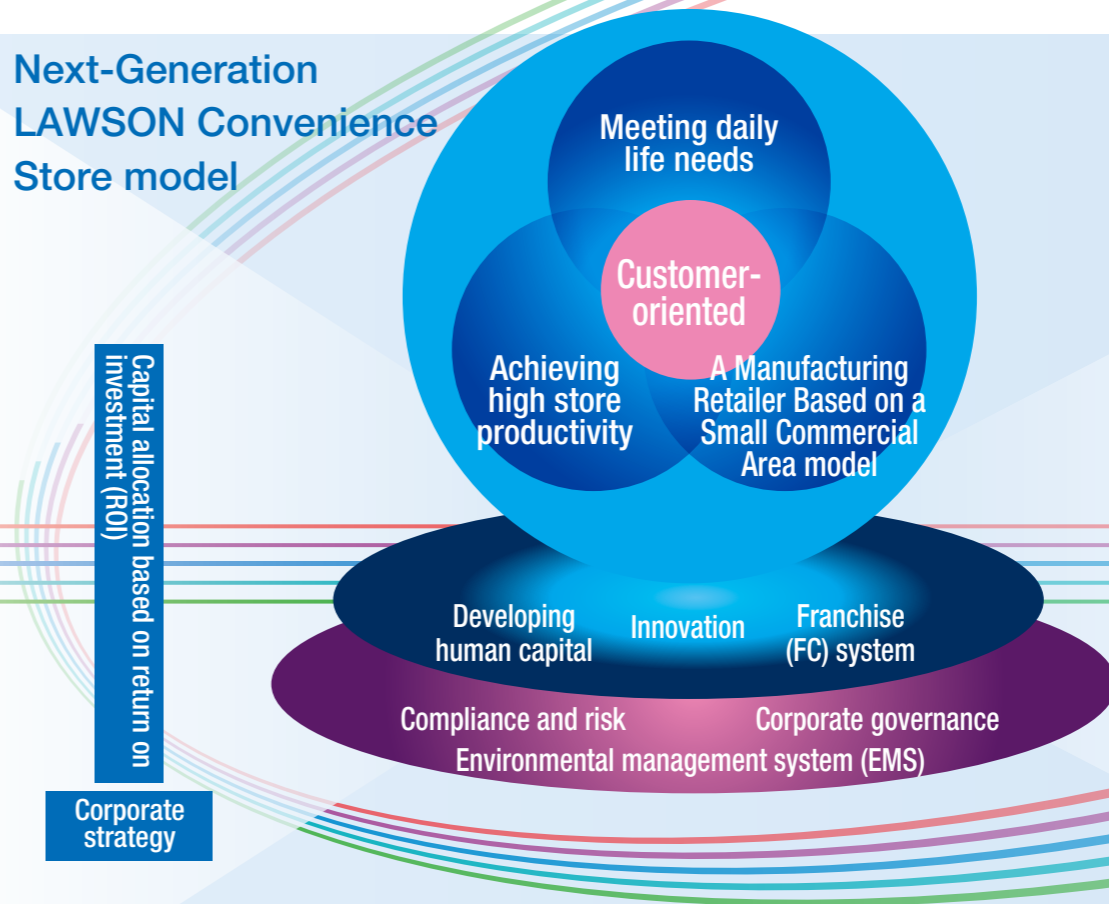 Next-Generation
LAWSON Convenience
Store model
Meeting daily
life needs
Customer-
oriented
Achieving
high store
productivity
A Manufacturing
Retailer Based on a
Small Commercial
Area model
Capital allocation based on return on
investment (ROI)
Developing
human capital
Innovation
Franchise
(FC) system
Compliance and risk
Corporate governance
Environmental management system (EMS)
Corporate
strategy